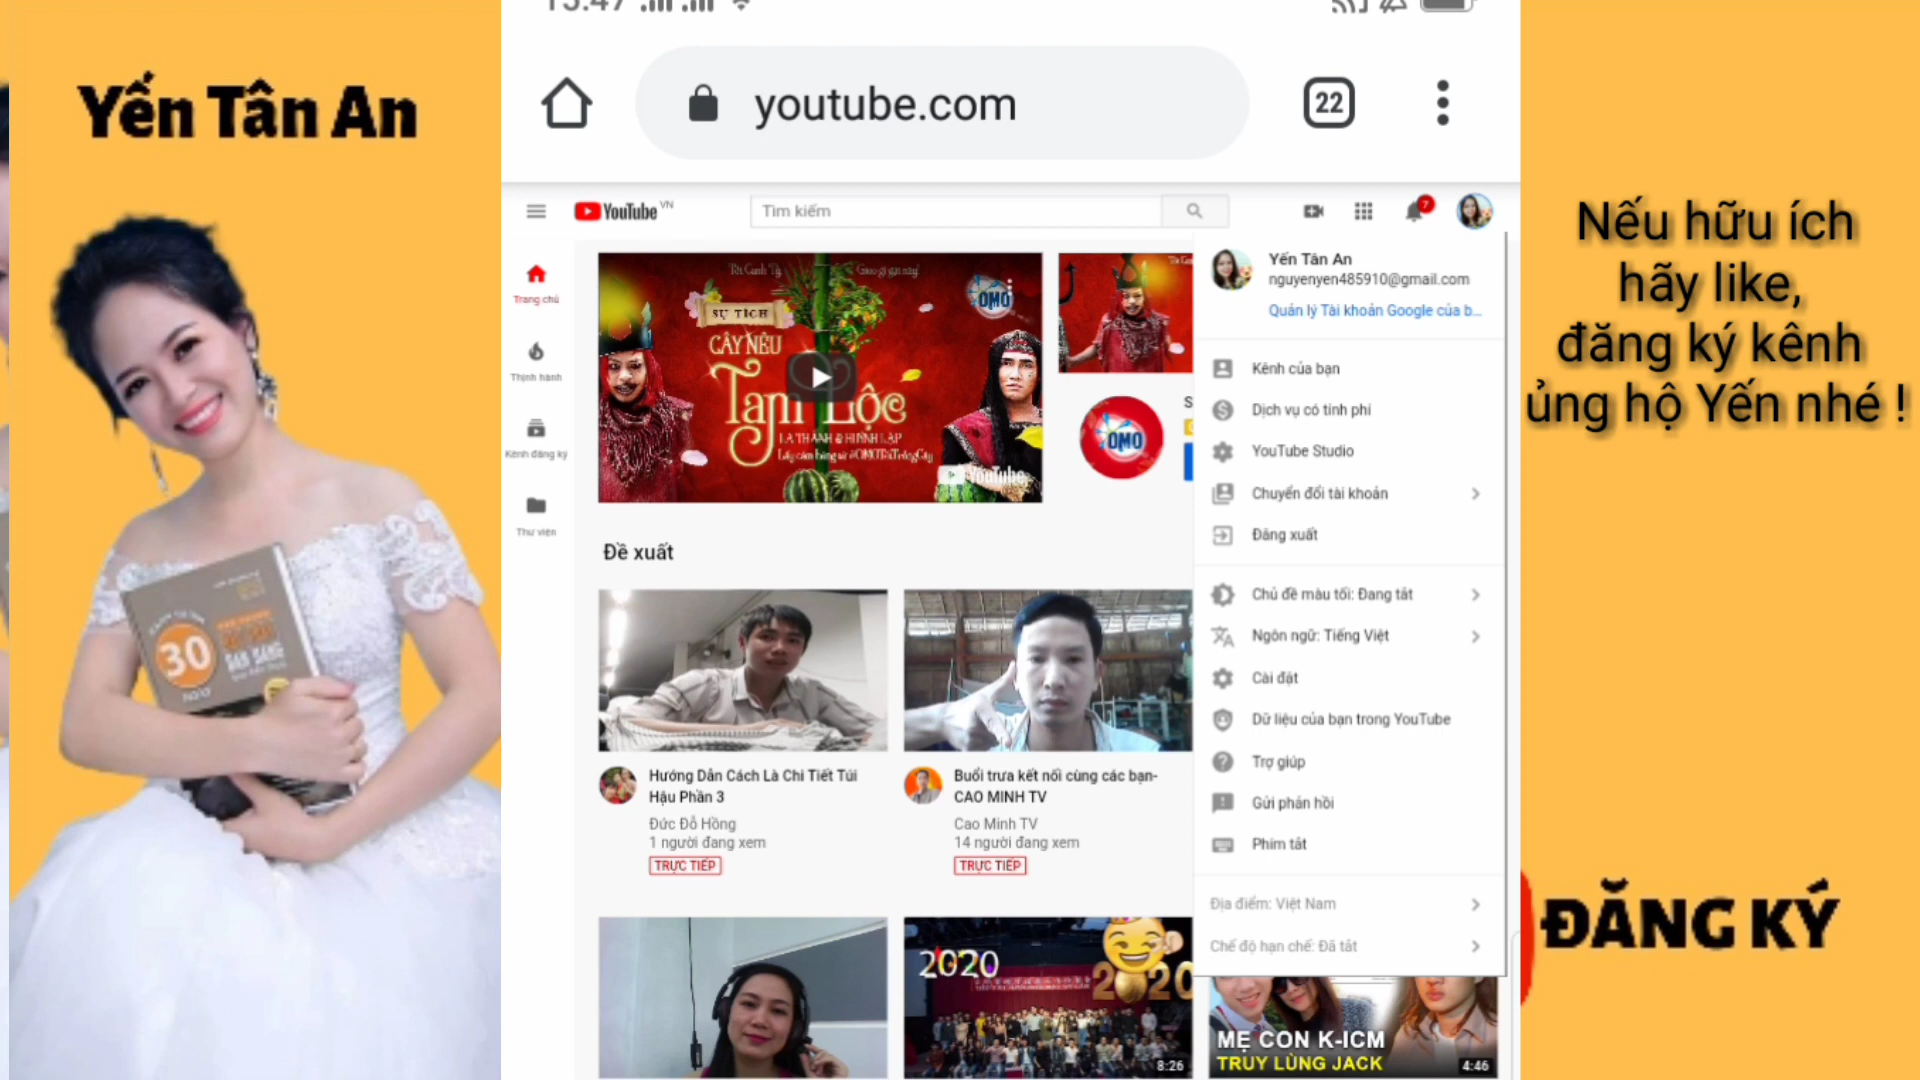 Yến Tân An
15:47
youtube.com
22
YouTube VN
Tìm kiếm
7
Trang chủ
Thịnh hành
Kênh đăng ký
Thư viện
SỰ TÍCH
CÂY NÊU
Tam Lộc
OMO
YouTube
OMO
Yến Tân An
nguyenyen485910@gmail.com
Quản lý Tài khoản Google của b...
Kênh của bạn
Dịch vụ có tính phí
YouTube Studio
Chuyển đổi tài khoản
Đăng xuất
Chủ đề màu tối: Đang tắt
Ngôn ngữ: Tiếng Việt
Cài đặt
Dữ liệu của bạn trong YouTube
Trợ giúp
Gửi phản hồi
Phím tắt
Địa điểm: Việt Nam
Chế độ hạn chế: Đã tắt
Đề xuất
Hướng Dẫn Cách Là Chi Tiết Túi
Hậu Phần 3
Đức Đỗ Hồng
1 người đang xem
TRỰC TIẾP
Buổi trưa kết nối cùng các bạn-
CAO MINH TV
Cao Minh TV
14 người đang xem
TRỰC TIẾP
2020
2020
8:26
MẸ CON K-ICM
TRUY LÙNG JACK
4:46
30
Nếu hữu ích
hãy like,
đăng ký kênh
ủng hộ Yến nhé !
ĐĂNG KÝ